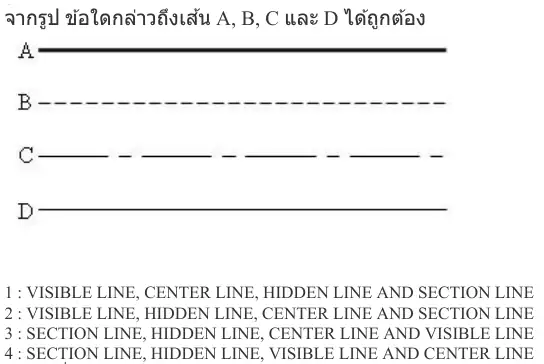 จากรูป ข้อใดกล่าวถึงเส้น A, B, C และ D ได้ถูกต้อง
A
B
C
D
1 : VISIBLE LINE, CENTER LINE, HIDDEN LINE AND SECTION LINE
2 : VISIBLE LINE, HIDDEN LINE, CENTER LINE AND SECTION LINE
3 : SECTION LINE, HIDDEN LINE, CENTER LINE AND VISIBLE LINE
4 : SECTION LINE, HIDDEN LINE, VISIBLE LINE AND CENTER LINE